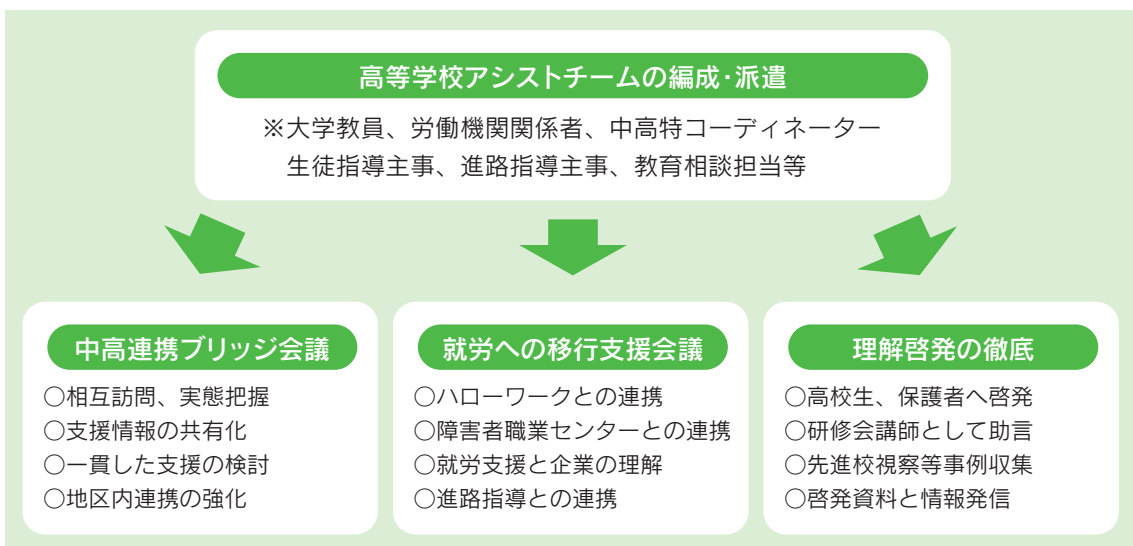 高等学校アシストチームの編成・派遣
※大学教員、労働機関関係者、中高特コーディネーター
生徒指導主事、進路指導主事、教育相談担当等
中高連携ブリッジ会議
○相互訪問、実態把握
○支援情報の共有化
○一貫した支援の検討
○地区内連携の強化
就労への移行支援会議
○ハローワークとの連携
○障害者職業センターとの連携
○就労支援と企業の理解
○進路指導との連携
理解啓発の徹底
○高校生、保護者へ啓発
○研修会講師として助言
○先進校視察等事例収集
○啓発資料と情報発信